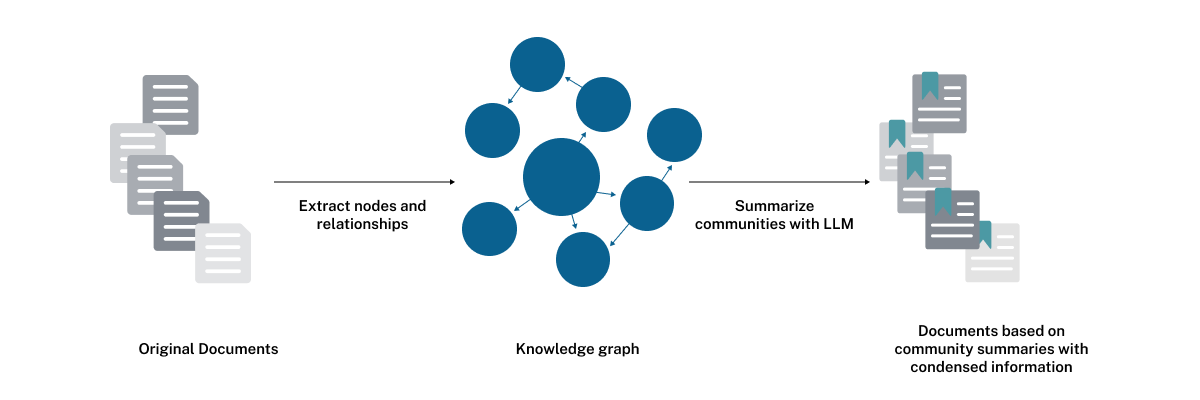 Extract nodes and
relationships
Summarize
communities with LLM
Original Documents
Knowledge graph
Documents based on
community summaries with
condensed information